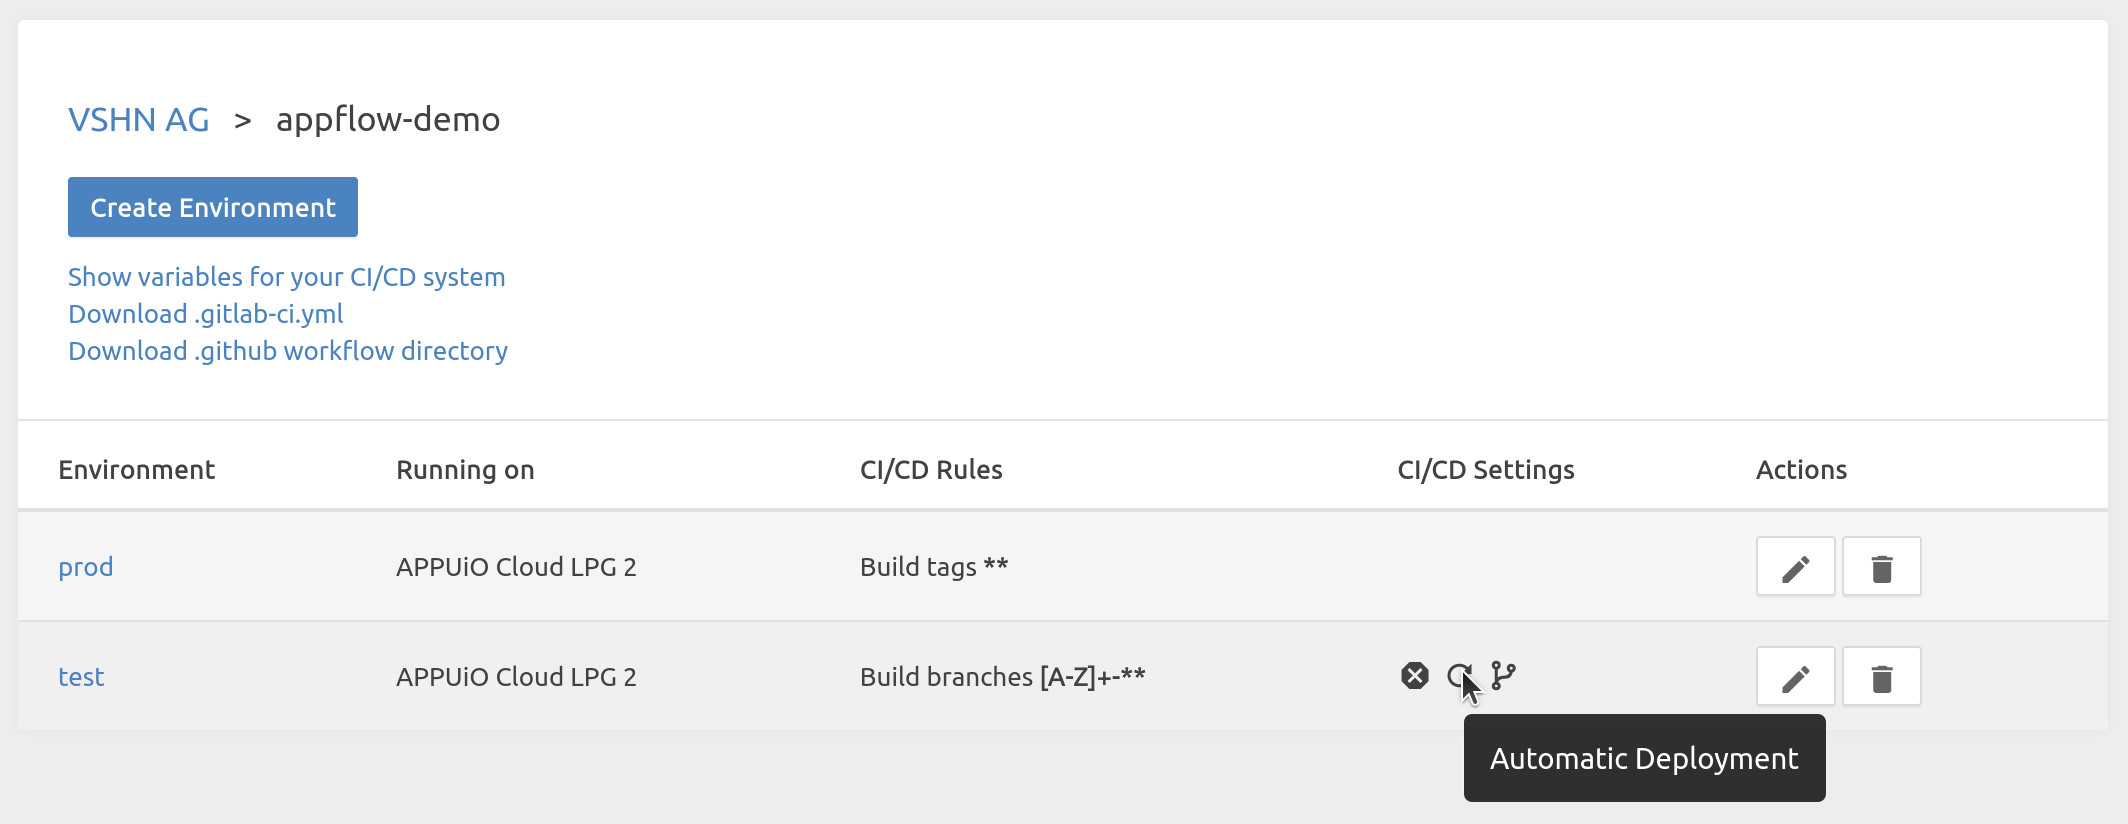 VSHN AG > appflow-demo
Create Environment
Show variables for your CI/CD system
Download .gitlab-ci.yml
Download .github workflow directory
Environment Running on CI/CD Rules CI/CD Settings Actions
prod APPUiO Cloud LPG 2 Build tags **
test APPUiO Cloud LPG 2 Build branches [A-Z]+-**
Automatic Deployment